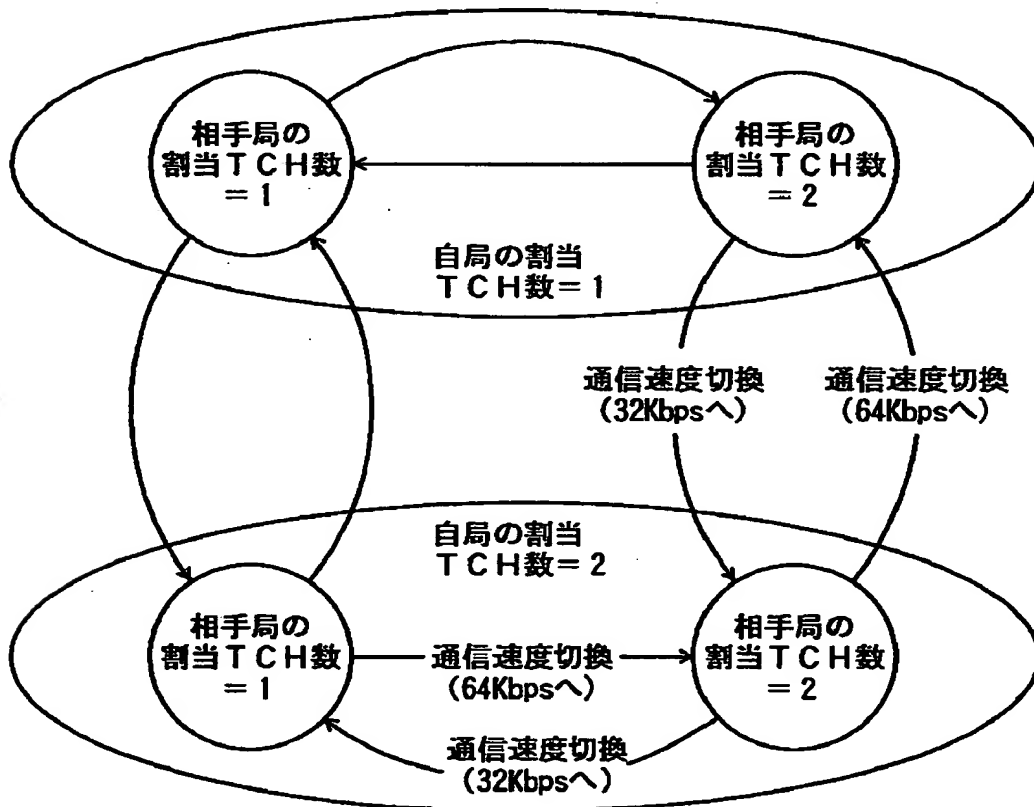 相手局の
割当TCH数
=1
相手局の
割当TCH数
=2
自局の割当
TCH数=1
通信速度切換
(32Kbpsへ)
通信速度切換
(64Kbpsへ)
自局の割当
TCH数=2
相手局の
割当TCH数
=1
通信速度切換
(64Kbpsへ)
相手局の
割当TCH数
=2
通信速度切換
(32Kbpsへ)